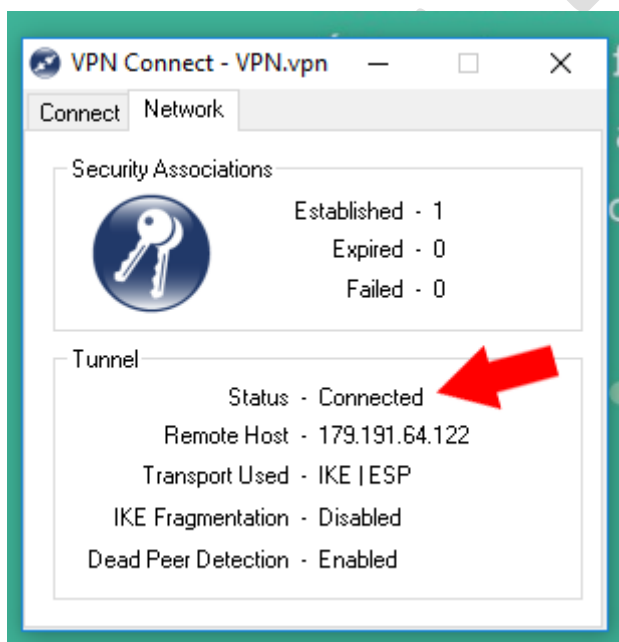 VPN Connect - VPN.vpn
Connect Network
Security Associations
Established - 1
Expired - 0
Failed - 0
Tunnel
Status - Connected
Remote Host - 179.191.64.122
Transport Used - IKE | ESP
IKE Fragmentation - Disabled
Dead Peer Detection - Enabled